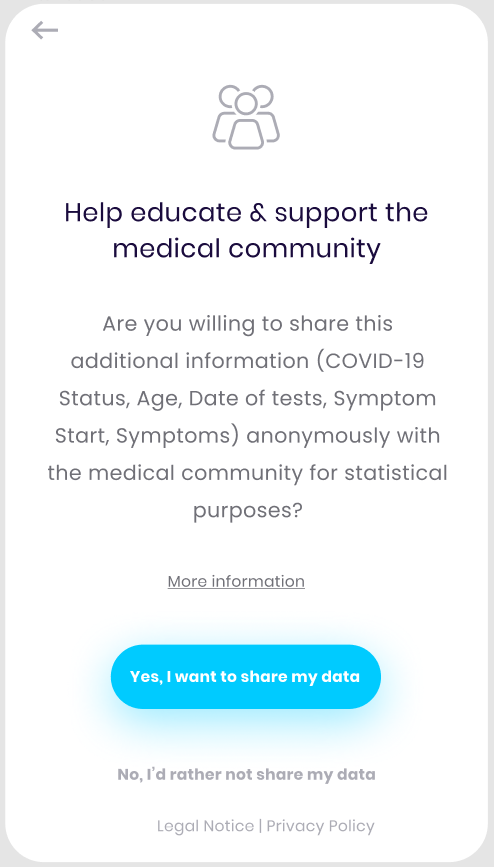 Help educate & support the
medical community
Are you willing to share this
additional information (COVID-19
Status, Age, Date of tests, Symptom
Start, Symptoms) anonymously with
the medical community for statistical
purposes?
More information
Yes, I want to share my data
No, I'd rather not share my data
Legal Notice | Privacy Policy